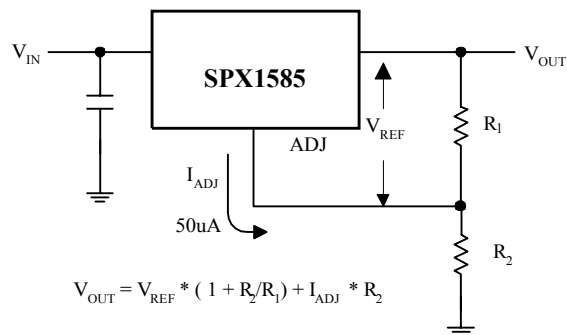 V_IN
SPX1585
V_OUT
ADJ
V_REF
R_1
I_ADJ
50uA
R_2
V_OUT = V_REF * ( 1 + R_2/R_1) + I_ADJ * R_2